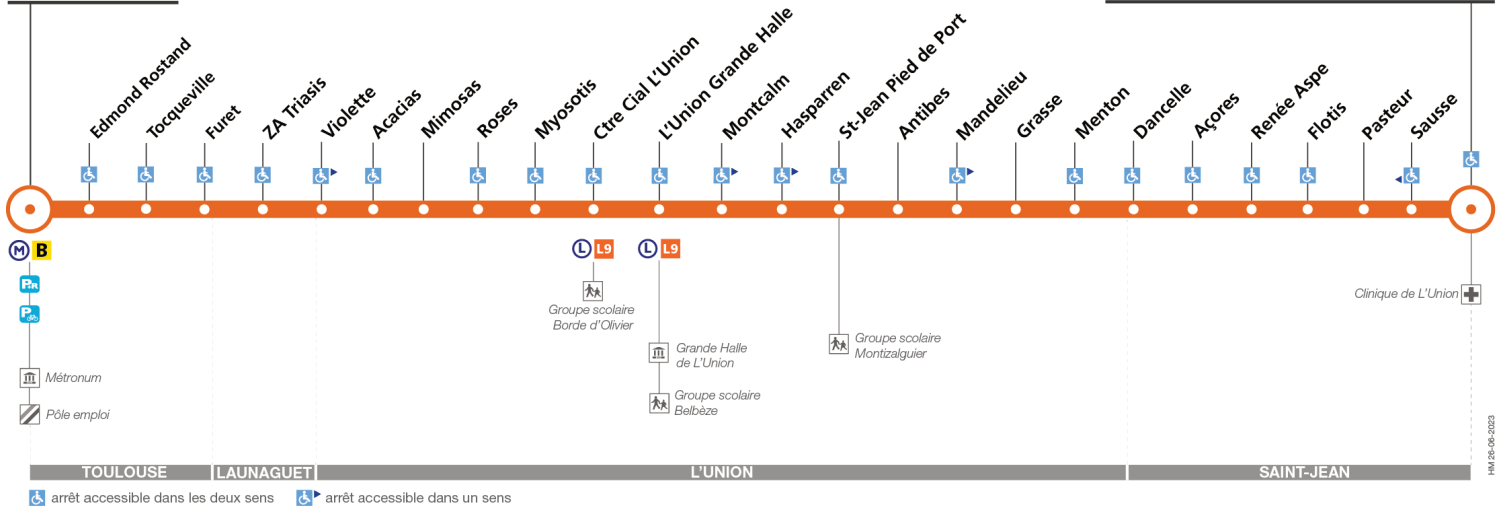 Edmond Rostand
Tocqueville
Furet
ZA Triasis
Violette
Acacias
Mimosas
Roses
Myosotis
Ctre Cial L'Union
L'Union Grande Halle
Montcalm
Hasparren
St-Jean Pied de Port
Antibes
Mandelieu
Grasse
Menton
Dancelle
Açores
Renée Aspe
Flotis
Pasteur
Sausse
M B
P+R
P
Métronum
Pôle emploi
L L9
Groupe scolaire
Borde d'Olivier
L L9
Grande Halle
de L'Union
Groupe scolaire
Belbèze
Groupe scolaire
Montizalguier
Clinique de L'Union
HM 26-06-2023
TOULOUSE
LAUNAGUET
L'UNION
SAINT-JEAN
arrêt accessible dans les deux sens
arrêt accessible dans un sens